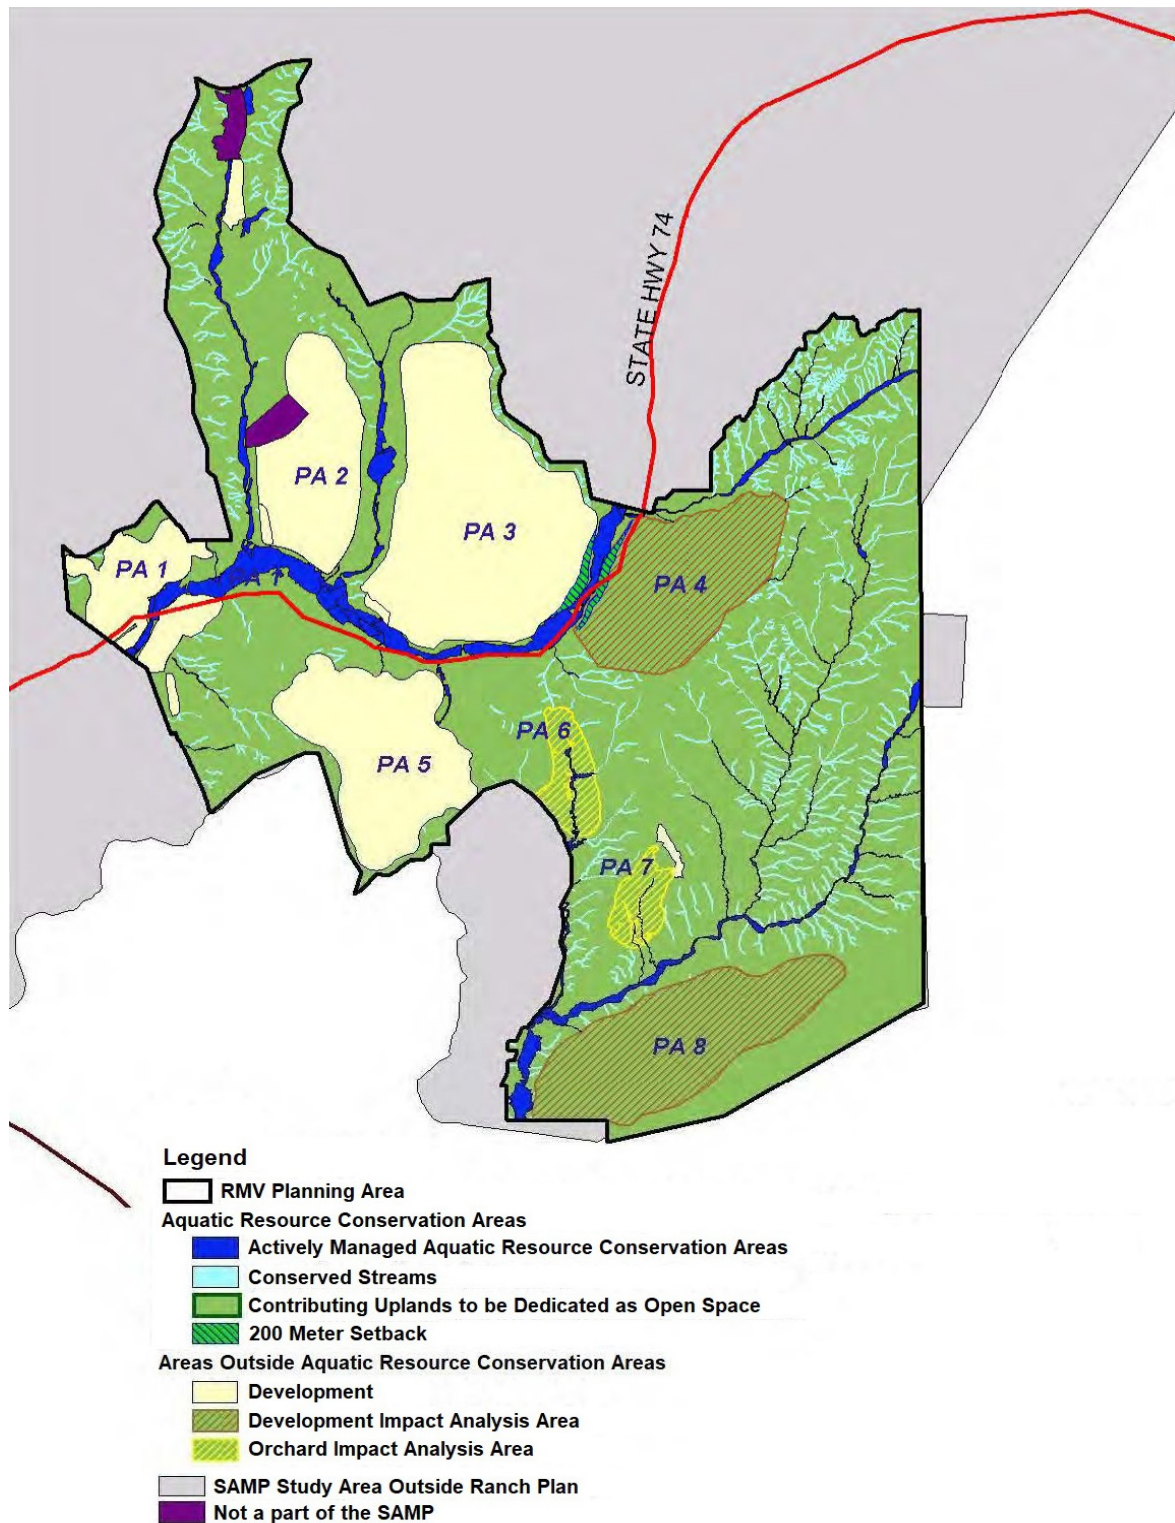 STATE HWY 74
PA 2
PA 3
PA 1
PA 1
PA 4
PA 6
PA 5
PA 7
PA 8
Legend
RMV Planning Area
Aquatic Resource Conservation Areas
Actively Managed Aquatic Resource Conservation Areas
Conserved Streams
Contributing Uplands to be Dedicated as Open Space
200 Meter Setback
Areas Outside Aquatic Resource Conservation Areas
Development
Development Impact Analysis Area
Orchard Impact Analysis Area
SAMP Study Area Outside Ranch Plan
Not a part of the SAMP